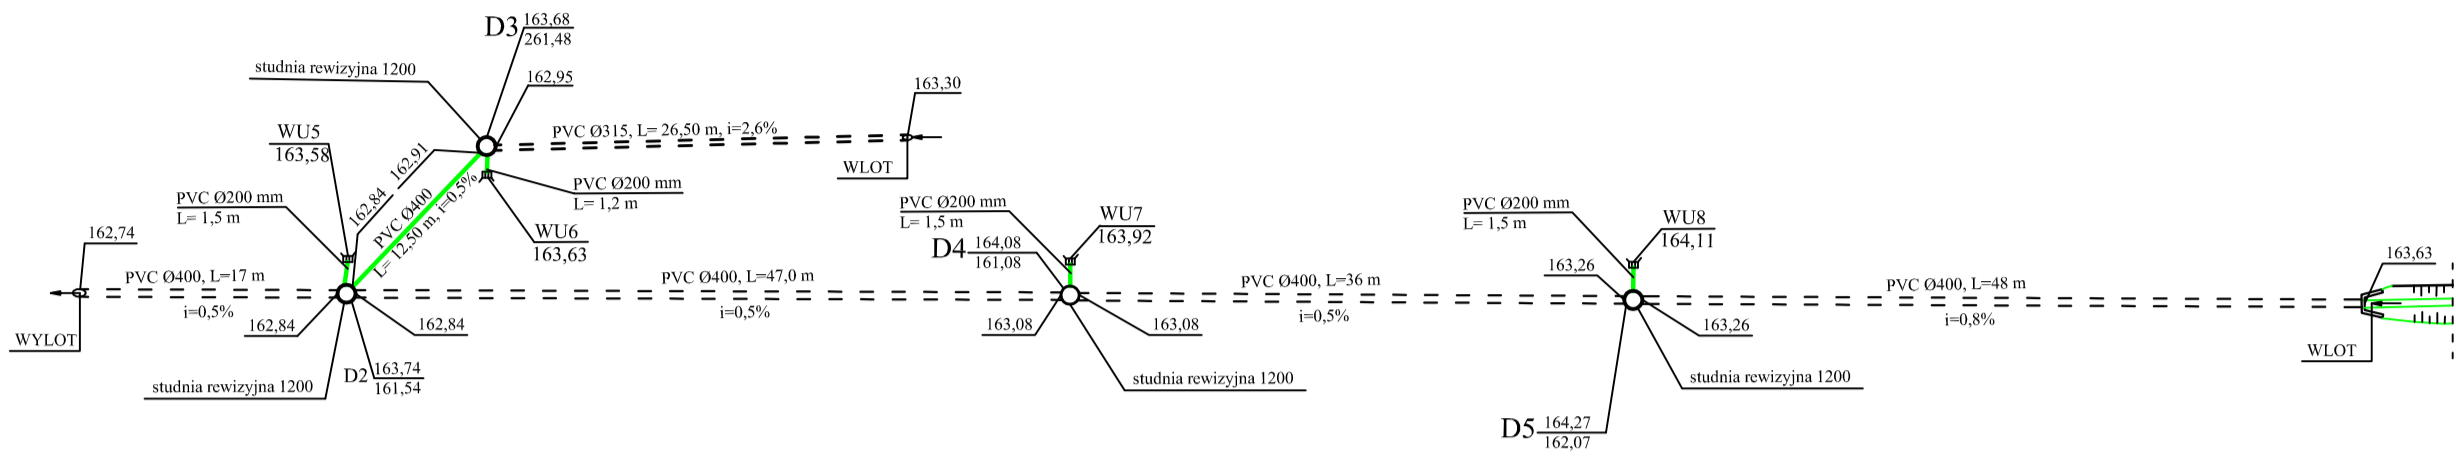 D3 163,68
261,48
studnia rewizyjna 1200
162,95
163,30
WU5
163,58
162,91
162,84
PVC Ø315, L= 26,50 m, i=2,6%
WLOT
PVC Ø400
L= 12,50 m, i=0,5%
PVC Ø200 mm
L= 1,2 m
WU6
163,63
PVC Ø200 mm
L= 1,5 m
162,74
WYLOT
PVC Ø400, L=17 m
i=0,5%
162,84
162,84
D2 163,74
161,54
studnia rewizyjna 1200
PVC Ø400, L=47,0 m
i=0,5%
PVC Ø200 mm
L= 1,5 m
WU7
163,92
D4 164,08
161,08
163,08
163,08
studnia rewizyjna 1200
PVC Ø400, L=36 m
i=0,5%
PVC Ø200 mm
L= 1,5 m
WU8
164,11
163,26
163,26
studnia rewizyjna 1200
D5 164,27
162,07
PVC Ø400, L=48 m
i=0,8%
163,63
WLOT